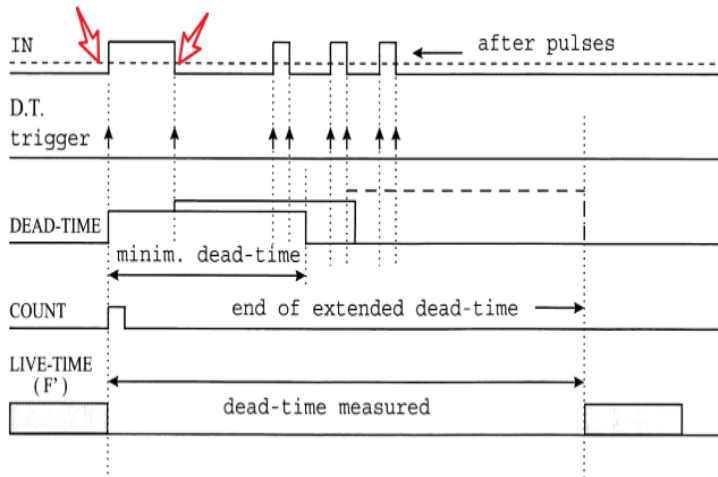 IN
after pulses
D.T.
trigger
DEAD-TIME
minim. dead-time
COUNT
end of extended dead-time
LIVE-TIME
(F')
dead-time measured